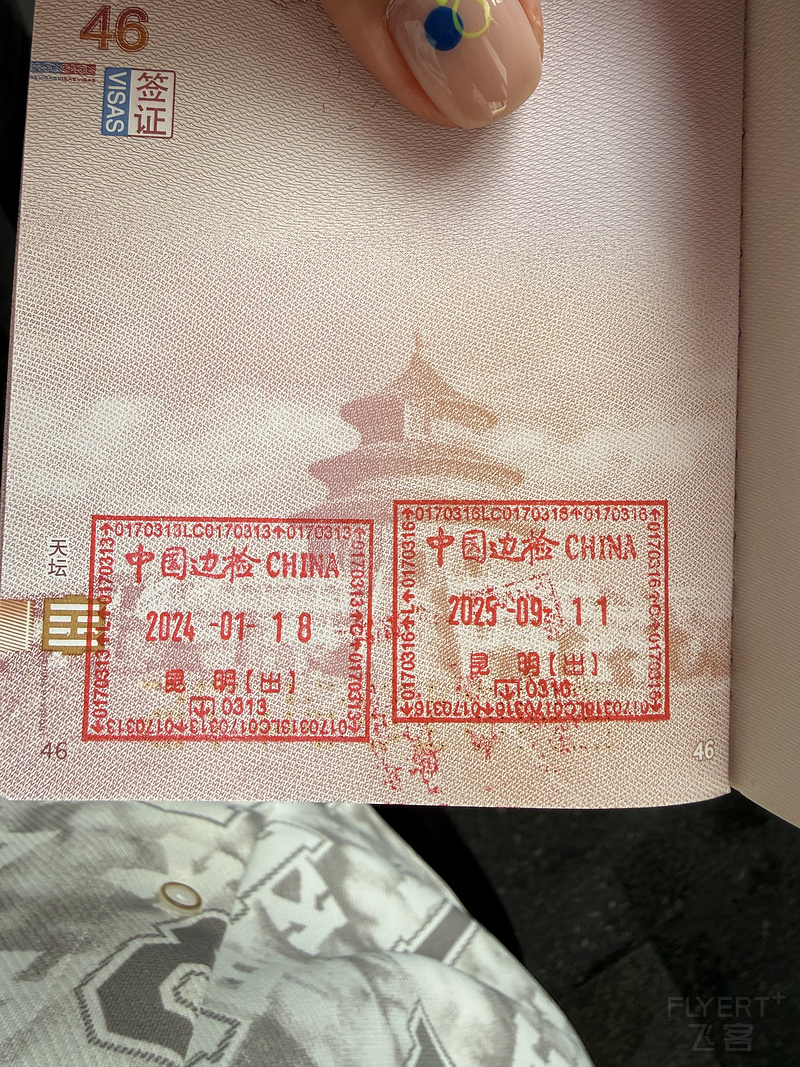 46
VISAS
签证
天坛
0170313LC0170313
中国边检 CHINA
2024-01-18
昆 明 [出]
0313
0170316LC0170316
中国边检 CHINA
2025-09-11
昆 明 [出]
0316
46
46
FLYERT+
飞客